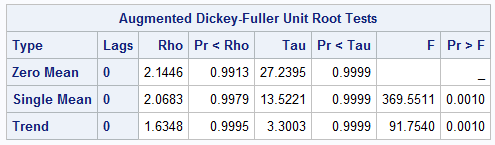 Augmented Dickey-Fuller Unit Root Tests
Type Lags Rho Pr < Rho Tau Pr < Tau F Pr > F
Zero Mean 0 2.1446 0.9913 27.2395 0.9999 _
Single Mean 0 2.0683 0.9979 13.5221 0.9999 369.5511 0.0010
Trend 0 1.6348 0.9995 3.3003 0.9999 91.7540 0.0010